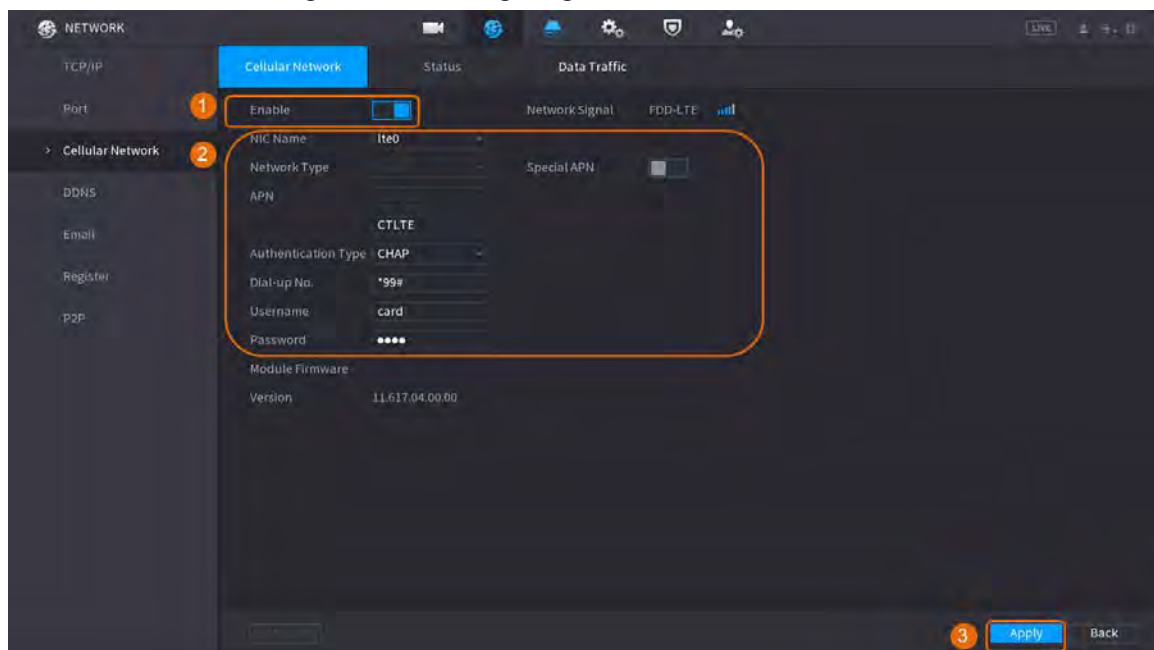 NETWORK
LIVE
TCP/IP
Cellular Network Status Data Traffic
Port
1 Enable Network Signal FDD-LTE
NIC Name lte0
> Cellular Network 2
Network Type Special APN
DDNS
APN
CTLTE
Email
Authentication Type CHAP
Register
Dial-up No. *99#
Username card
P2P
Password ●●●●
Module Firmware
Version 11.617.04.00.00
3 Apply Back